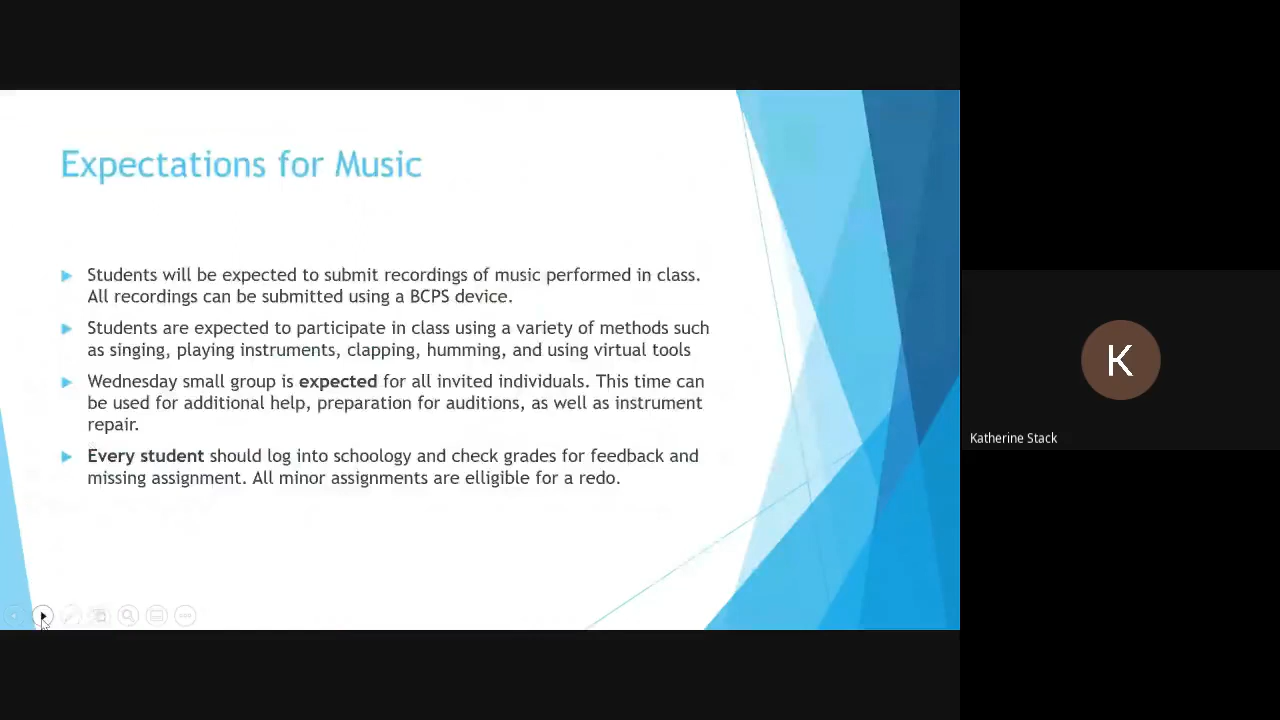 Expectations for Music
Students will be expected to submit recordings of music performed in class.
All recordings can be submitted using a BCPS device.
Students are expected to participate in class using a variety of methods such
as singing, playing instruments, clapping, humming, and using virtual tools
Wednesday small group is expected for all invited individuals. This time can
be used for additional help, preparation for auditions, as well as instrument
repair.
Every student should log into schoology and check grades for feedback and
missing assignment. All minor assignments are elligible for a redo.
K
Katherine Stack